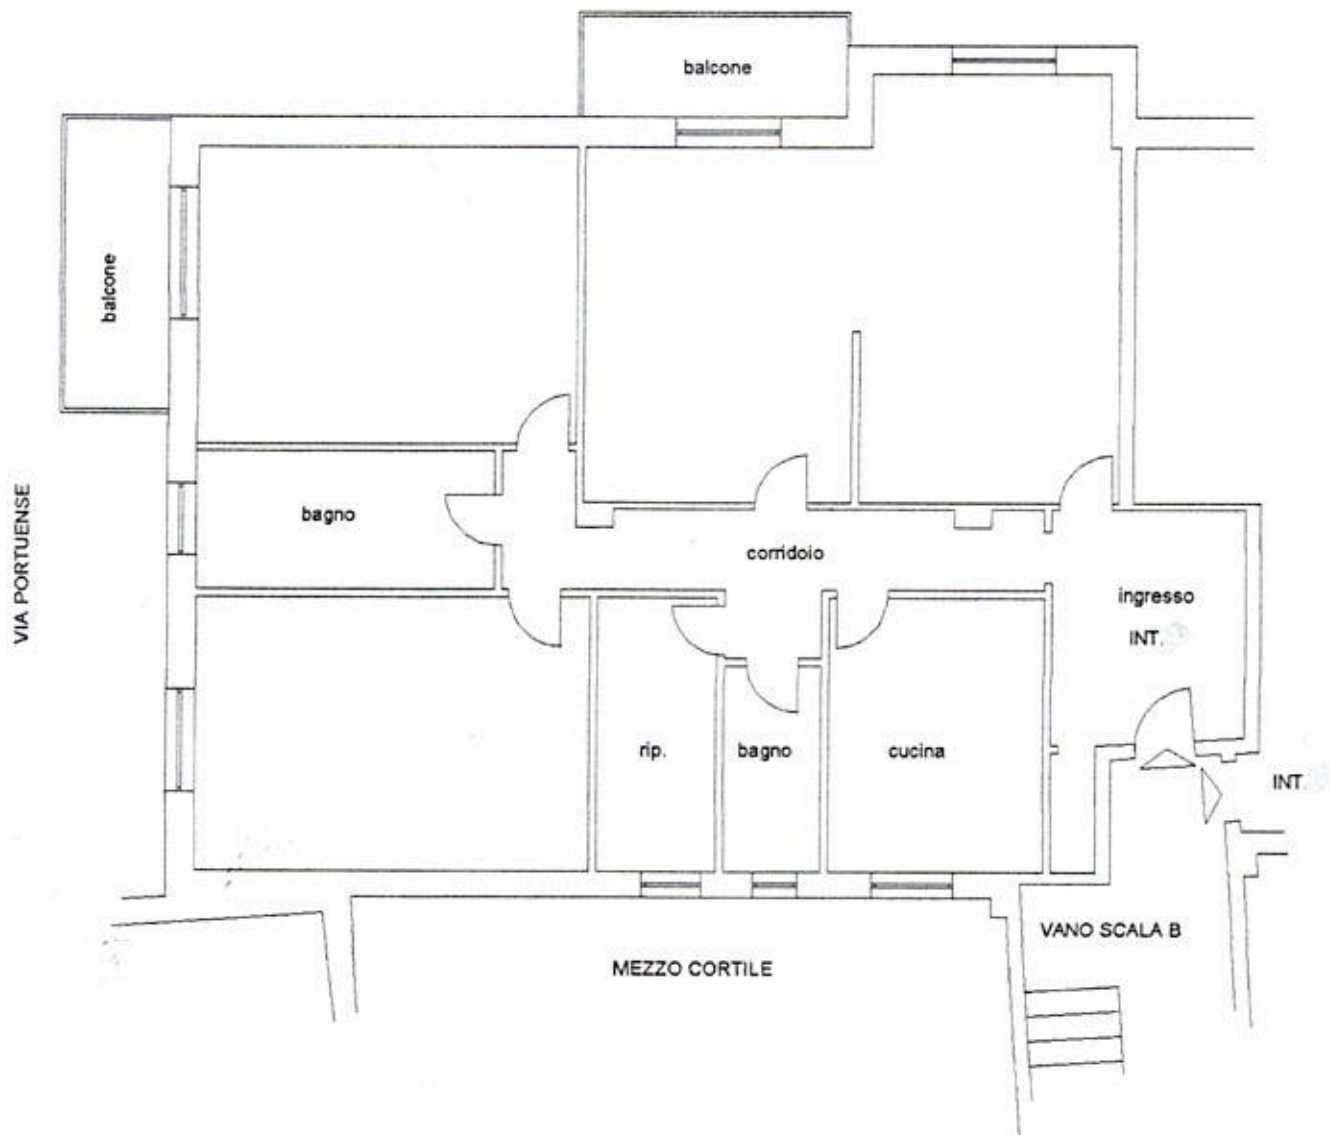 balcone
balcone
VIA PORTUENSE
bagno
corridoio
ingresso
INT.
rip.
bagno
cucina
INT.
VANO SCALA B
MEZZO CORTILE